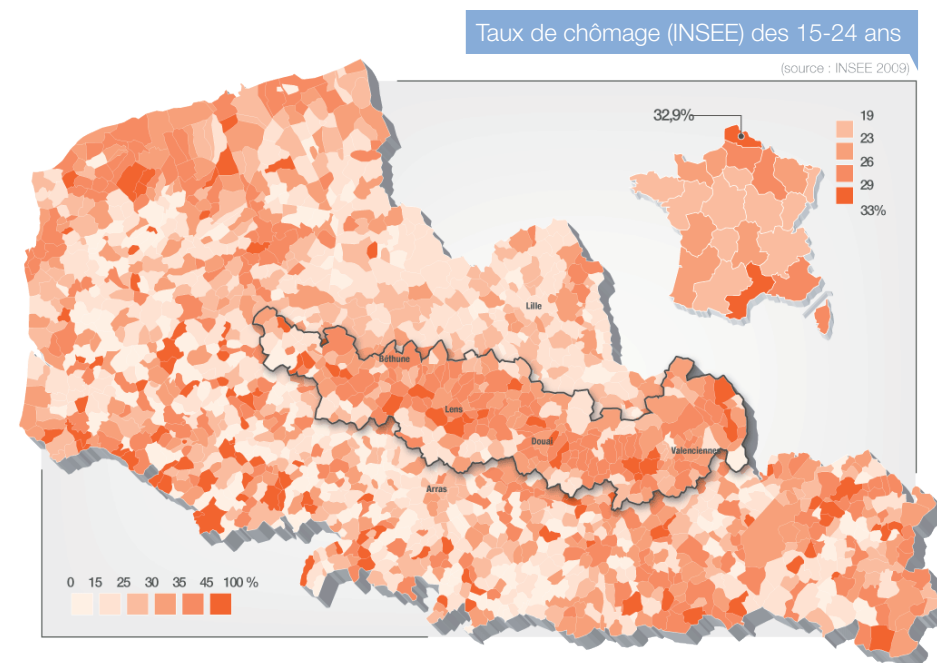 Taux de chômage (INSEE) des 15-24 ans
(source : INSEE 2009)
32,9%
19
23
26
29
33%
Lille
Béthune
Lens
Douai
Valenciennes
Arras
0 15 25 30 35 45 100 %